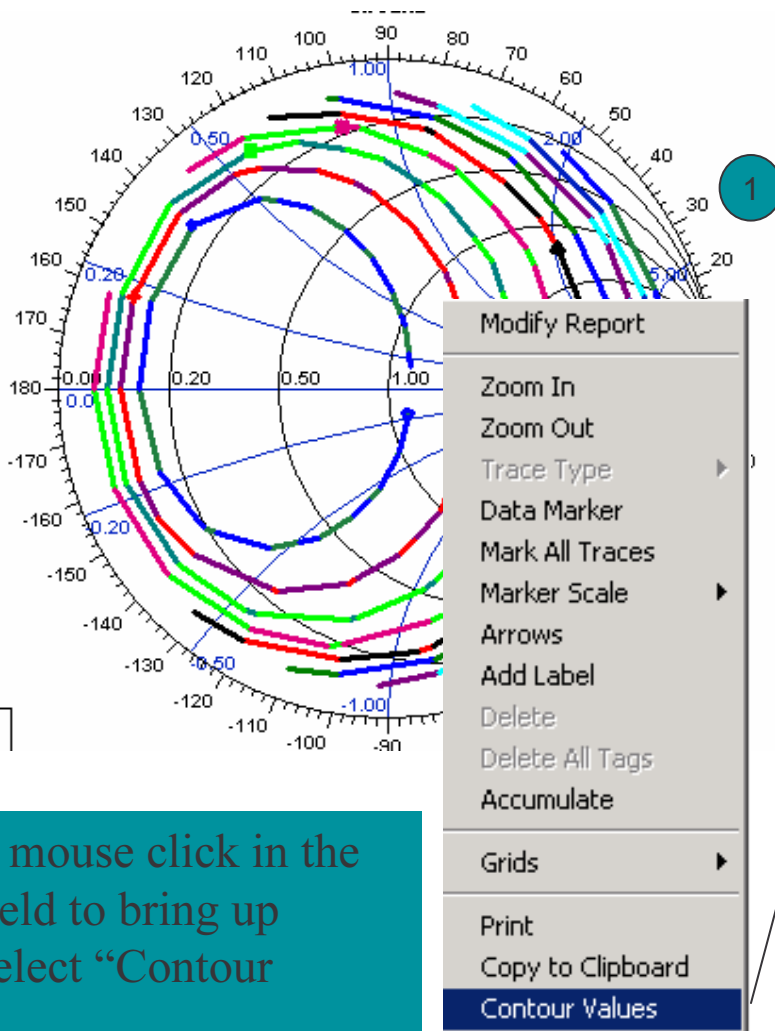 90
100
80
110
70
1.00
120
60
130
50
0.50
2.00
140
40
1
150
30
160
20
0.20
5.00
170
180
0.00
0.20
0.50
1.00
0.0
-170
-160
0.20
-150
-140
-130
-0.50
-120
-1.00
-110
-100
-90
Modify Report
Zoom In
Zoom Out
Trace Type
Data Marker
Mark All Traces
Marker Scale
Arrows
Add Label
Delete
Delete All Tags
Accumulate
Grids
Print
Copy to Clipboard
Contour Values
mouse click in the
eld to bring up
elect “Contour